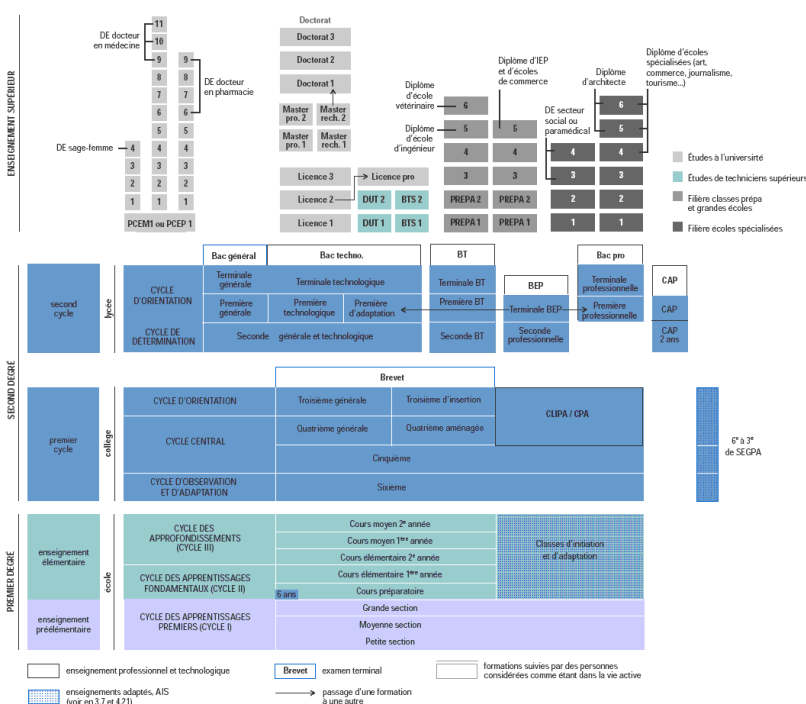 ENSEIGNEMENT SUPÉRIEUR
DE de docteur
en médecine
11
10
9
8
7
6
5
4
3
2
1
9
8
7
6
5
4
3
2
1
DE de docteur
en pharmacie
DE sage-femme
4
3
2
1
PCEM1 ou PCEP 1
Doctorat
Doctorat 3
Doctorat 2
Doctorat 1
Master
pro. 2
Master
rech. 2
Master
pro. 1
Master
rech. 1
Licence 3
Licence pro
Licence 2
DUT 2
BTS 2
Licence 1
DUT 1
BTS 1
Diplôme
d'école
vétérinaire
Diplôme
d'école
d'ingénieur
6
5
4
3
PREPA 2
PREPA 1
Diplôme d'IEP
et d'écoles
de commerce
5
4
3
PREPA 2
PREPA 1
DE secteur
social ou
paramédical
4
3
2
1
Diplôme
d'architecte
6
5
4
3
2
1
Diplôme d'écoles
spécialisées (art,
commerce, journalisme,
tourisme...)
Études à l'université
Études de techniciens supérieurs
Filière classes prépa
et grandes écoles
Filière écoles spécialisées
SECOND DEGRÉ
second
cycle
lycée
CYCLE
D'ORIENTATION
CYCLE DE
DÉTERMINATION
Bac général
Bac techno.
BT
BEP
Bac pro
CAP
Terminale
générale
Terminale technologique
Terminale BT
Terminale
professionnelle
Première
générale
Première
technologique
Première
d'adaptation
Première BT
Terminale BEP
Première
professionnelle
CAP
Seconde générale et technologique
Seconde BT
Seconde
professionnelle
CAP
2 ans
premier
cycle
collège
Brevet
CYCLE D'ORIENTATION
Troisième générale
Troisième d'insertion
CLIPA / CPA
CYCLE CENTRAL
Quatrième générale
Quatrième aménagée
Cinquième
CYCLE D'OBSERVATION
ET D'ADAPTATION
Sixième
6e à 3e
de SEGPA
PREMIER DEGRÉ
enseignement
élémentaire
école
CYCLE DES
APPROFONDISSEMENTS
(CYCLE III)
Cours moyen 2e année
Cours moyen 1ère année
Cours élémentaire 2e année
Classes d'initiation
et d'adaptation
CYCLE DES APPRENTISSAGES
FONDAMENTAUX (CYCLE II)
Cours élémentaire 1ère année
6 ans
Cours préparatoire
enseignement
préélémentaire
CYCLE DES APPRENTISSAGES
PREMIERS (CYCLE I)
Grande section
Moyenne section
Petite section
enseignement professionnel et technologique
Brevet
examen terminal
formations suivies par des personnes
considérées comme étant dans la vie active
enseignements adaptés, AIS
(voir en 3.7 et 4.21)
passage d'une formation
à une autre